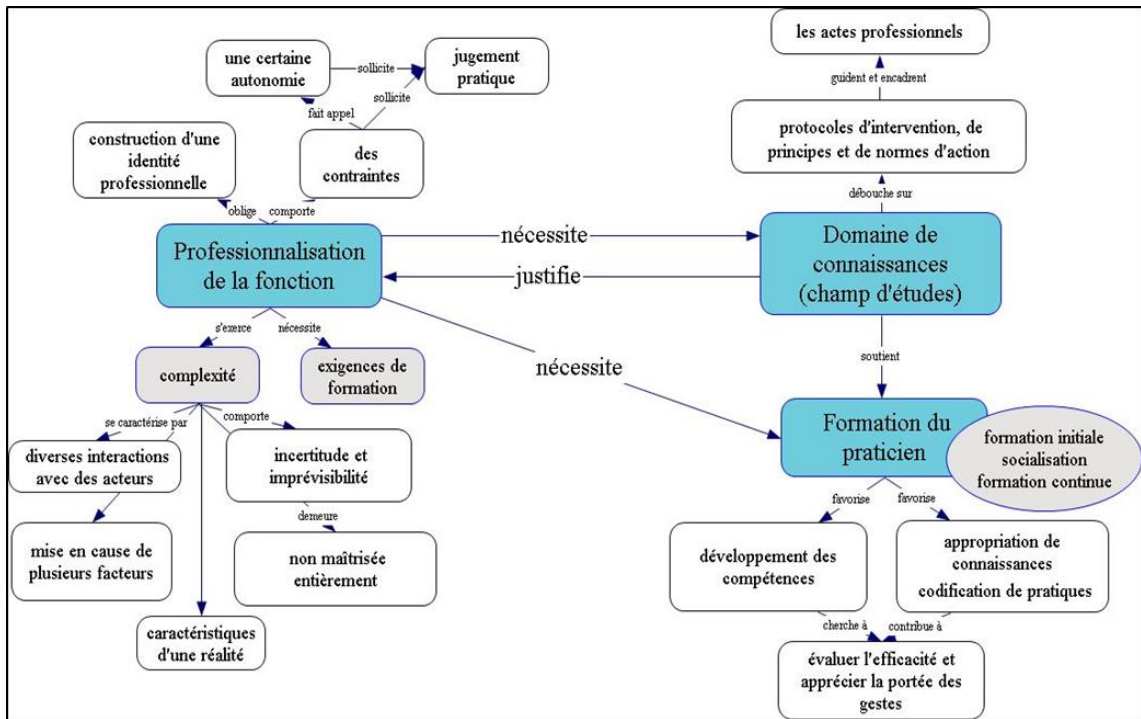 les actes professionnels
guident et encadrent
protocoles d'intervention, de
principes et de normes d'action
débouche sur
une certaine
autonomie
sollicite
jugement
pratique
sollicite
fait appel
construction d'une
identité
professionnelle
des
contraintes
oblige
comporte
Professionnalisation
de la fonction
nécessite
justifie
Domaine de
connaissances
(champ d'études)
s'exerce
nécessite
complexité
exigences de
formation
nécessite
soutient
se caractérise par
comporte
diverses interactions
avec des acteurs
incertitude et
imprévisibilité
demeure
mise en cause de
plusieurs facteurs
non maîtrisée
entièrement
caractéristiques
d'une réalité
Formation du
praticien
formation initiale
socialisation
formation continue
favorise
favorise
développement des
compétences
appropriation de
connaissances
codification de pratiques
cherche à
contribue à
évaluer l'efficacité et
apprécier la portée des
gestes